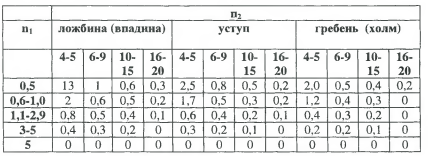 n₁ n₂
ложбина (впадина) уступ гребень (холм)
4-5 6-9 10-15 16-20 4-5 6-9 10-15 16-20 4-5 6-9 10-15 16-20
0,5 13 1 0,6 0,3 2,5 0,8 0,5 0,2 2,0 0,5 0,4 0,2
0,6-1,0 2 0,6 0,5 0,2 1,7 0,5 0,3 0,2 1,2 0,4 0,3 0
1,1-2,9 0,8 0,5 0,4 0,1 0,6 0,4 0,2 0,1 0,4 0,3 0,2 0
3-5 0,4 0,3 0,2 0 0,3 0,2 0,1 0 0,2 0,2 0,1 0
5 0 0 0 0 0 0 0 0 0 0 0 0